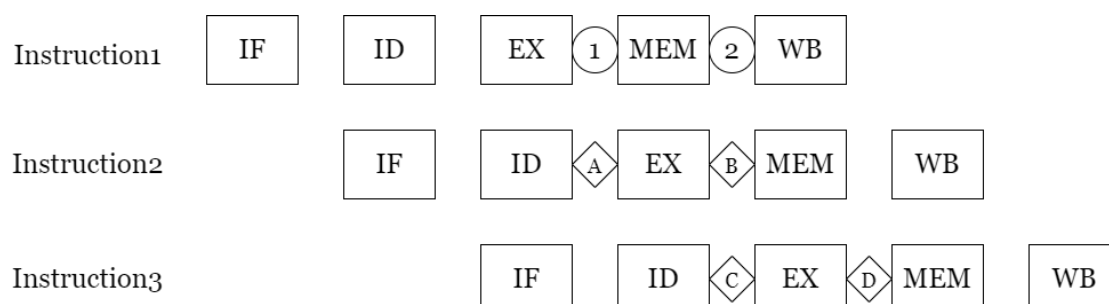 Instruction1 IF ID EX 1 MEM 2 WB
Instruction2 IF ID A EX B MEM WB
Instruction3 IF ID C EX D MEM WB